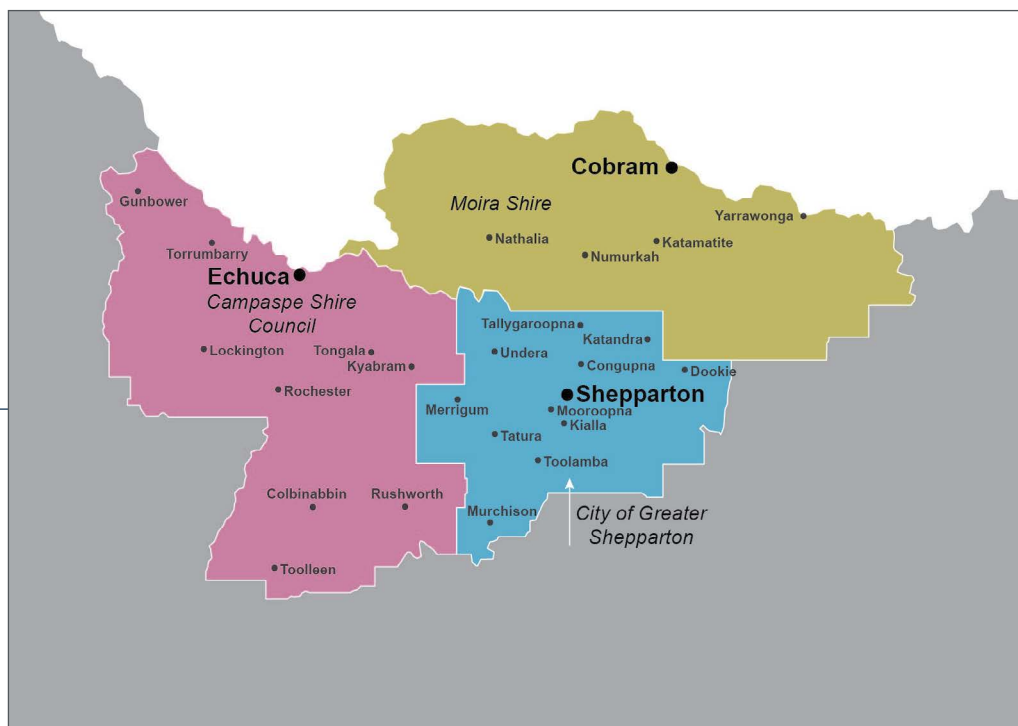 Cobram
Gunbower
Moira Shire
Yarrawonga
Nathalia
Katamatite
Torrumbarry
Numurkah
Echuca
Campaspe Shire
Council
Tallygaroopna
Katandra
Lockington
Tongala
Undera
Kyabram
Congupna
Dookie
Rochester
Shepparton
Merrigum
Mooroopna
Kialla
Tatura
Toolamba
Colbinabbin
Rushworth
Murchison
City of Greater
Shepparton
Toolleen